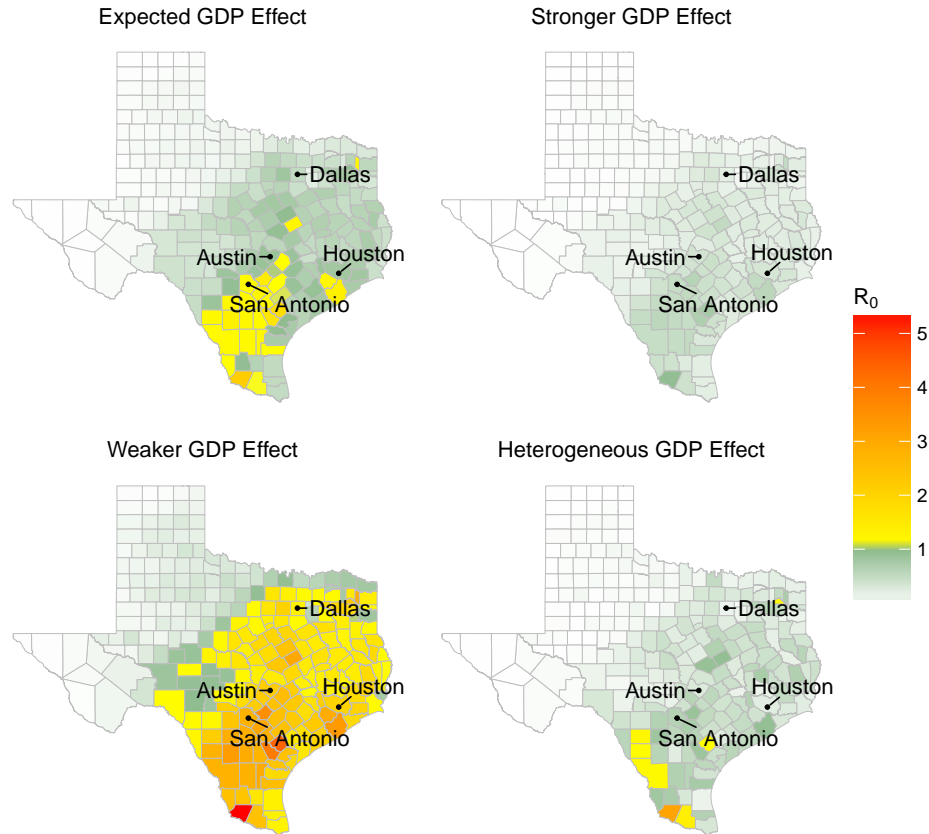 Expected GDP Effect
Stronger GDP Effect
Dallas
Austin
Houston
San Antonio
Dallas
Austin
Houston
San Antonio
Weaker GDP Effect
Heterogeneous GDP Effect
Dallas
Austin
Houston
San Antonio
Dallas
Austin
Houston
San Antonio
R0
5
4
3
2
1